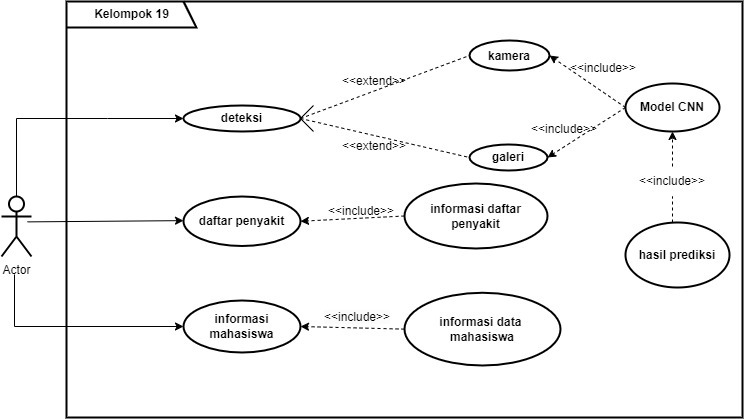 Kelompok 19
kamera
<<include>>
<<extend>>
Model CNN
deteksi
<<include>>
<<extend>>
galeri
<<include>>
daftar penyakit
<<include>>
informasi daftar
penyakit
hasil prediksi
Actor
informasi
mahasiswa
<<include>>
informasi data
mahasiswa